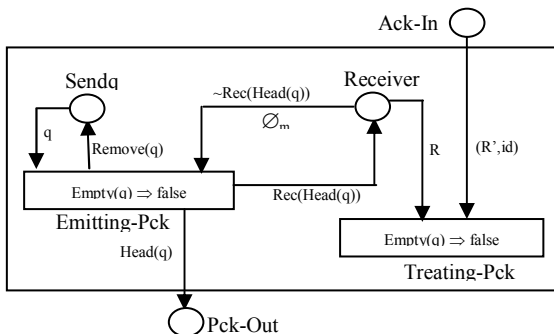 Ack-In
Sendq
Receiver
~Rec(Head(q))
q
∅m
Remove(q)
R
(R',id)
Empty(q) ⇒ false
Rec(Head(q))
Emitting-Pck
Empty(q) ⇒ false
Head(q)
Treating-Pck
Pck-Out